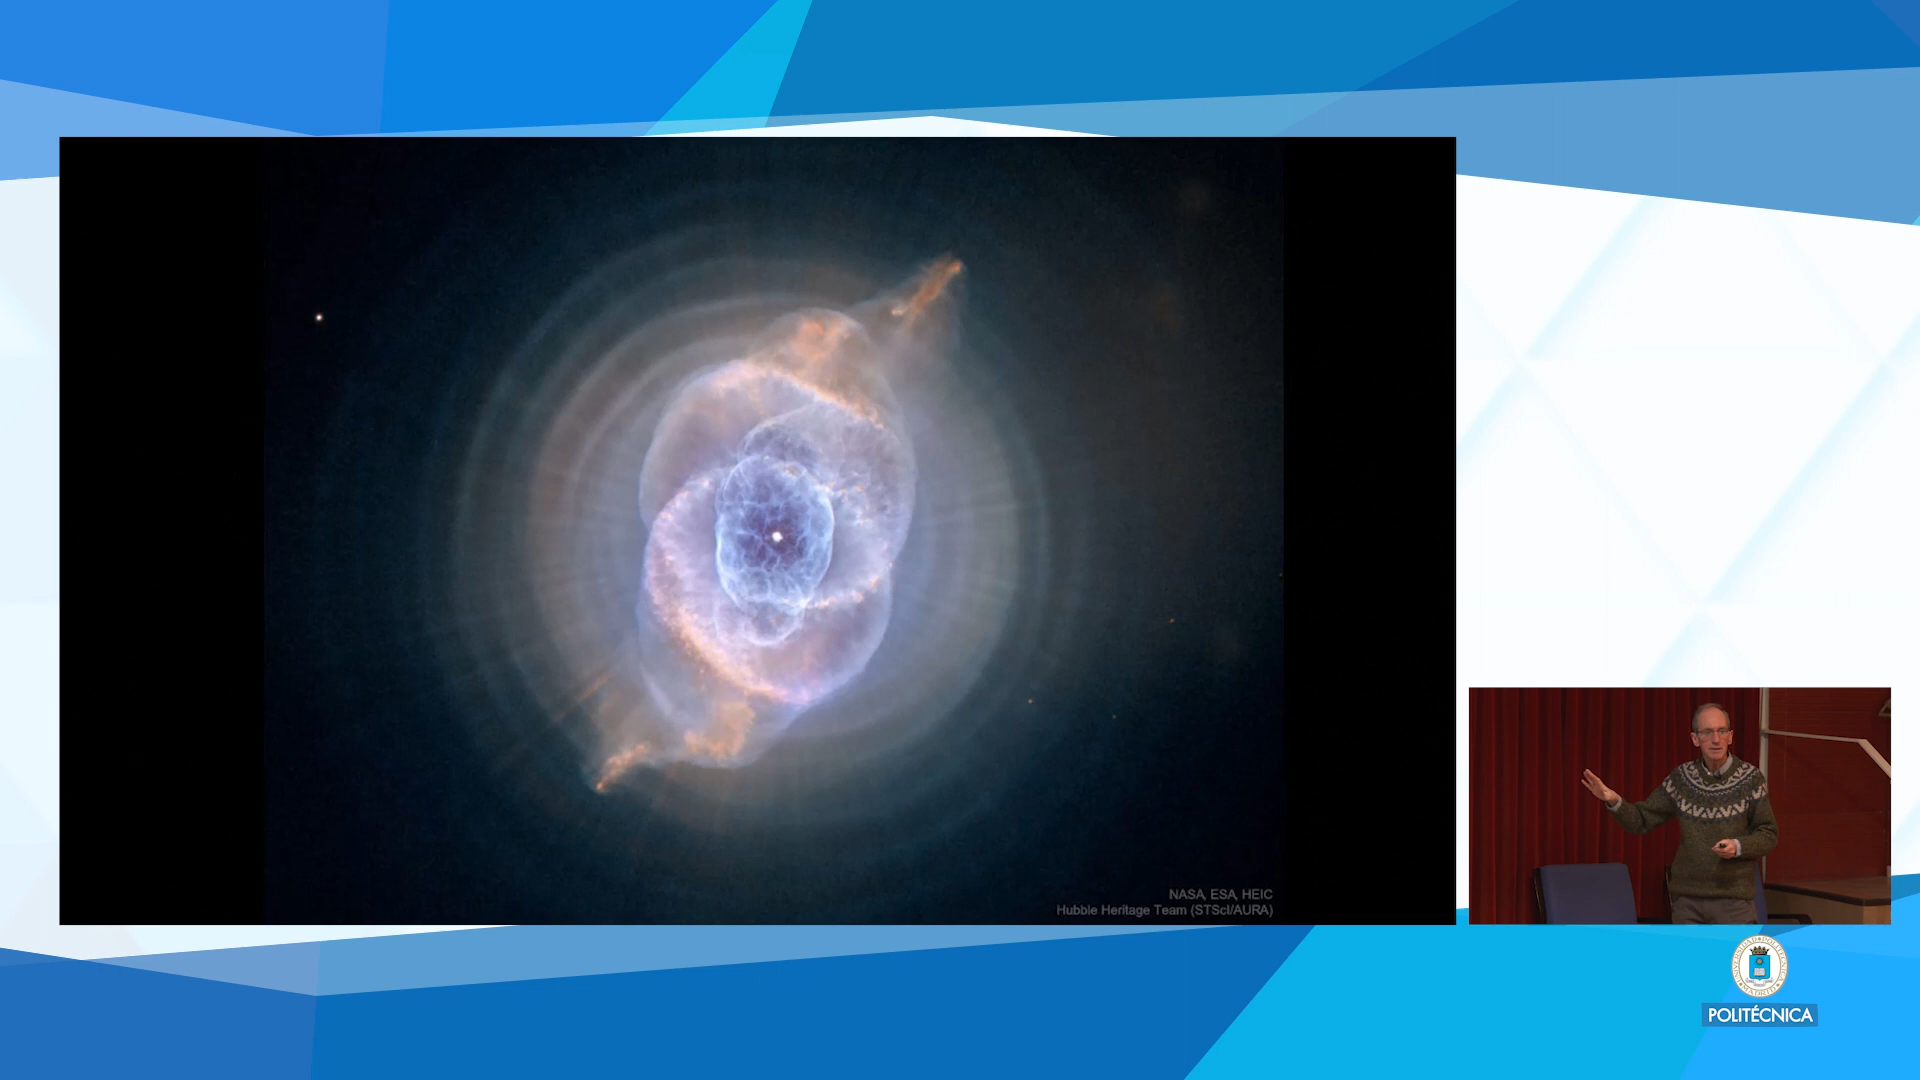 NASA, ESA, HEIC
Hubble Heritage Team (STScI/AURA)
POLITÉCNICA